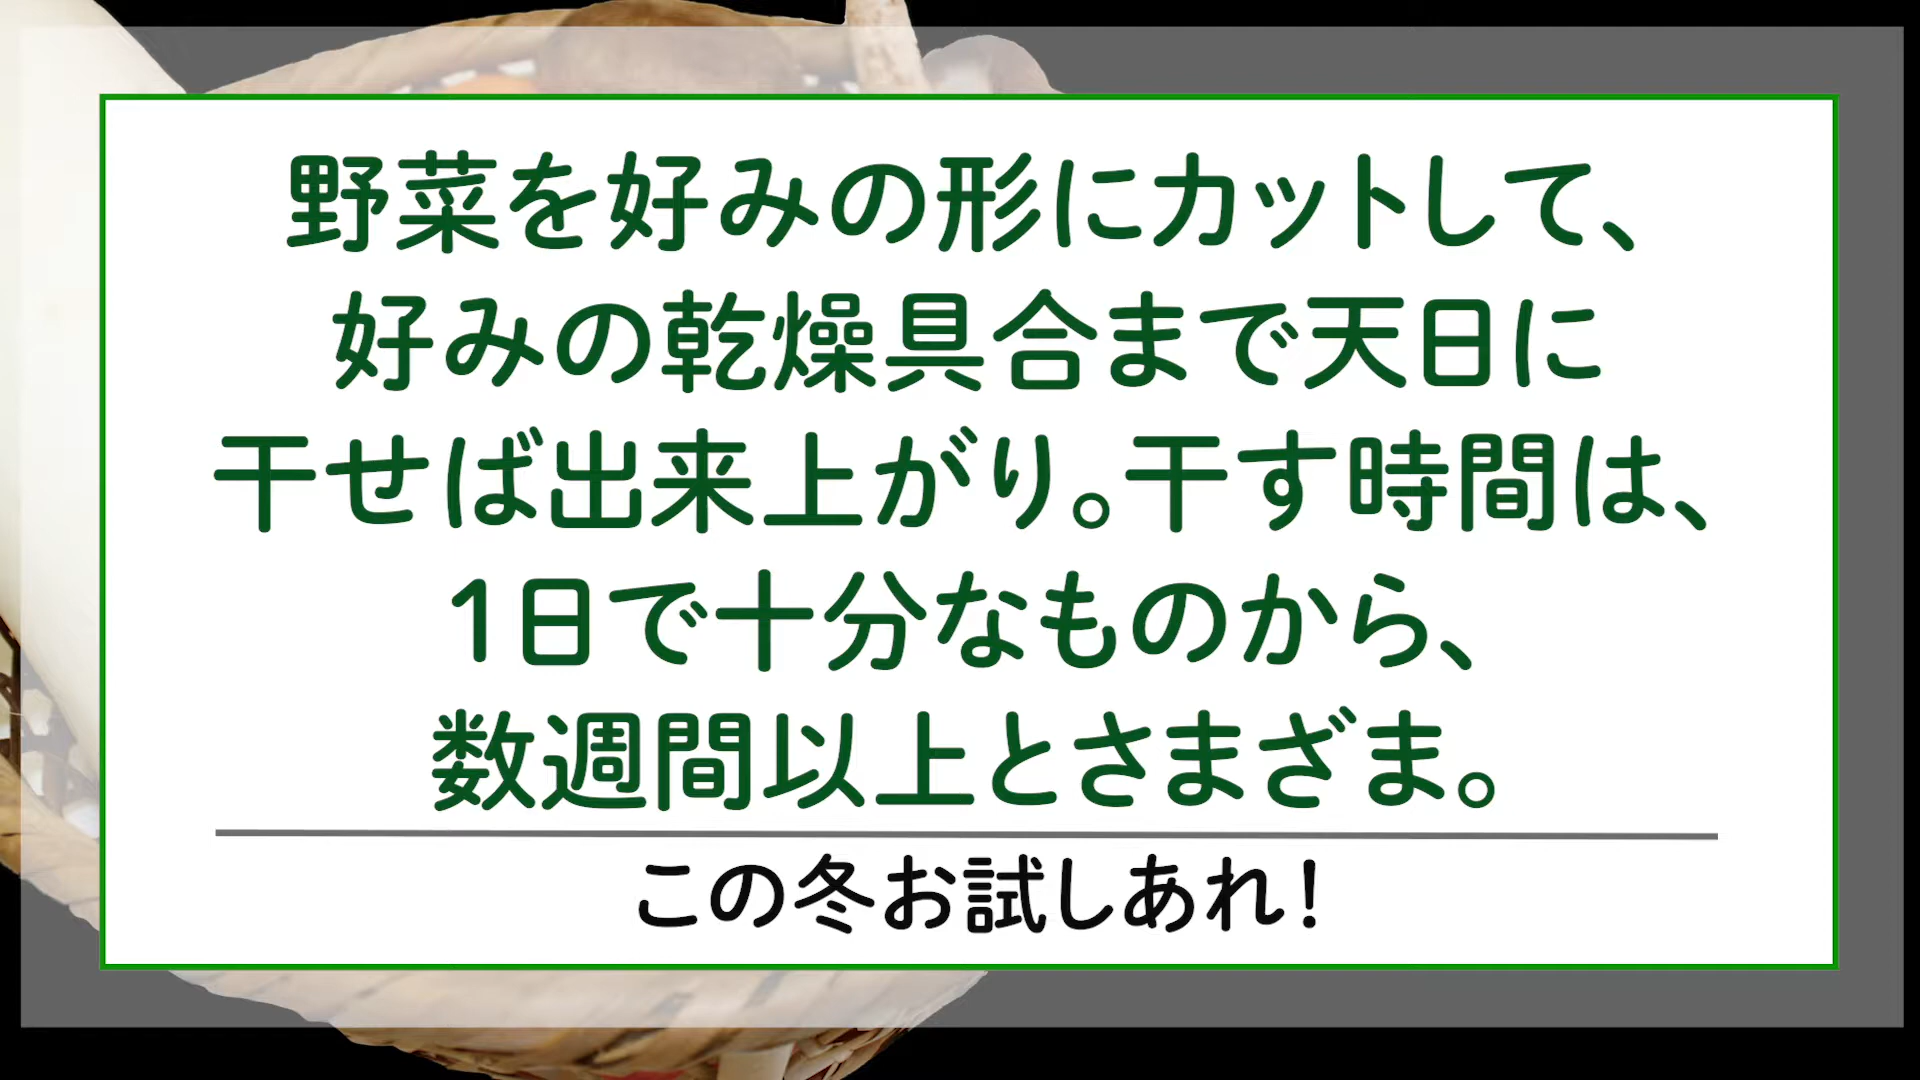 野菜を好みの形にカットして、
好みの乾燥具合まで天日に
干せば出来上がり。干す時間は、
1日で十分なものから、
数週間以上とさまざま。
この冬お試しあれ!